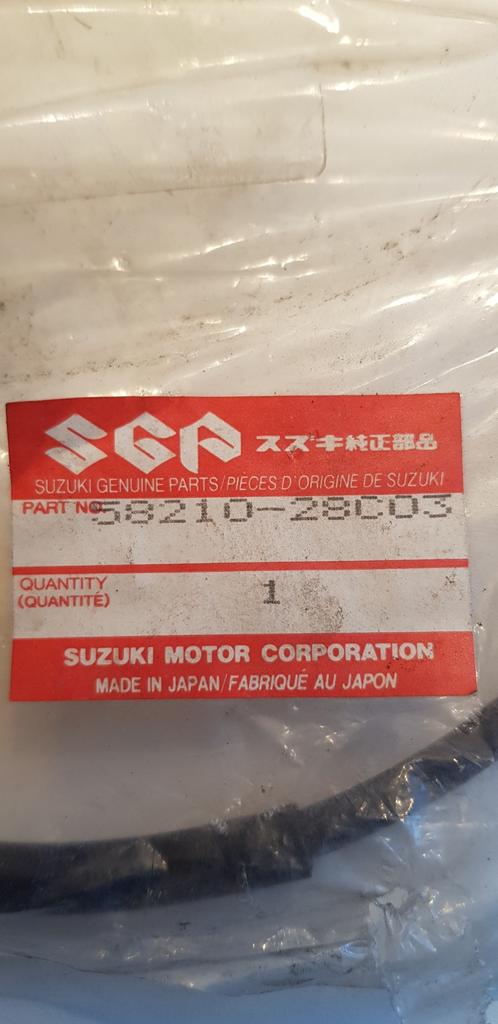 SGP スズキ純正部品
SUZUKI GENUINE PARTS/PIECES D'ORIGINE DE SUZUKI
PART NO. 58210-28C03
QUANTITY 1
(QUANTITÉ)
SUZUKI MOTOR CORPORATION
MADE IN JAPAN/FABRIQUÉ AU JAPON